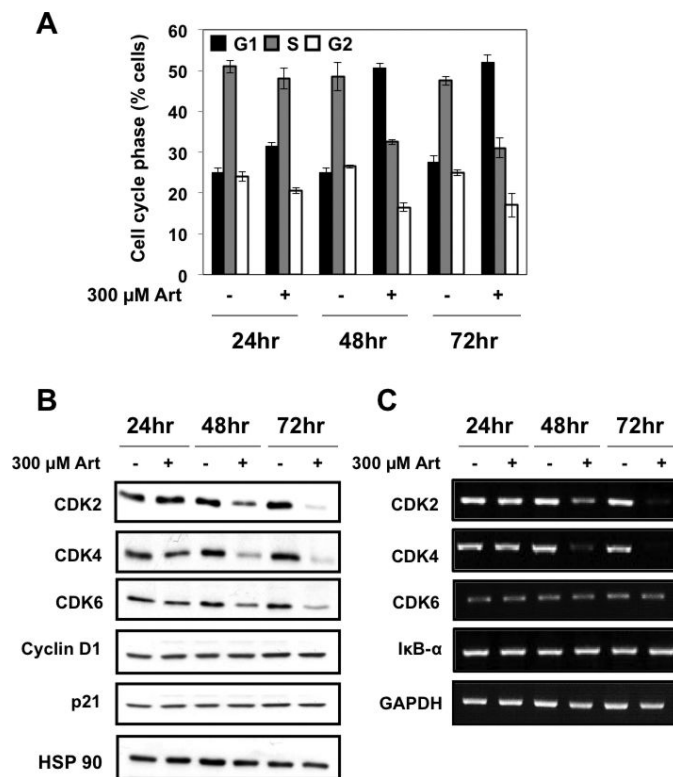 A
G1 S G2
Cell cycle phase (% cells)
60
50
40
30
20
10
0
300 µM Art - + - + - +
24hr 48hr 72hr
B
24hr 48hr 72hr
300 µM Art - + - + - +
CDK2
CDK4
CDK6
Cyclin D1
p21
HSP 90
C
24hr 48hr 72hr
300 µM Art - + - + - +
CDK2
CDK4
CDK6
IκB-α
GAPDH